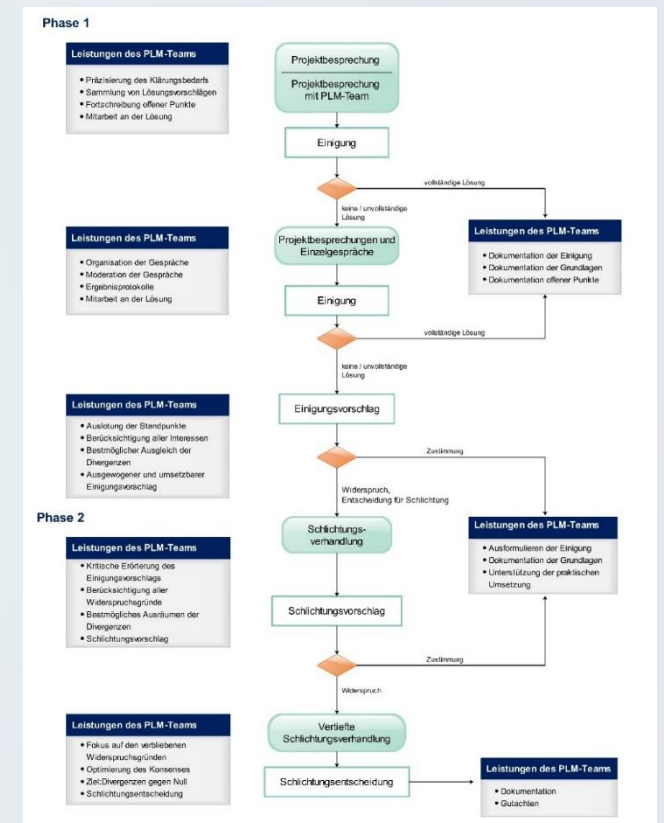 Phase 1
Leistungen des PLM-Teams
• Präzisierung des Klärungsbedarfs
• Sammlung von Lösungsvorschlägen
• Fortschreibung offener Punkte
• Mitarbeit an der Lösung
Projektbesprechung
Projektbesprechung
mit PLM-Team
Einigung
vollständige Lösung
keine / unvollständige
Lösung
Leistungen des PLM-Teams
• Organisation der Gespräche
• Moderation der Gespräche
• Ergebnisprotokolle
• Mitarbeit an der Lösung
Projektbesprechungen und
Einzelgespräche
Leistungen des PLM-Teams
• Dokumentation der Einigung
• Dokumentation der Grundlagen
• Dokumentation offener Punkte
Einigung
vollständige Lösung
keine / unvollständige
Lösung
Leistungen des PLM-Teams
• Auslotung der Standpunkte
• Berücksichtigung aller Interessen
• Bestmöglicher Ausgleich der
Divergenzen
• Ausgewogener und umsetzbarer
Einigungsvorschlag
Einigungsvorschlag
Zustimmung
Widerspruch,
Entscheidung für Schlichtung
Phase 2
Leistungen des PLM-Teams
• Kritische Erörterung des
Einigungsvorschlags
• Berücksichtigung aller
Widerspruchsgründe
• Bestmögliches Ausräumen der
Divergenzen
• Schlichtungsvorschlag
Schlichtungs-
verhandlung
Leistungen des PLM-Teams
• Ausformulieren der Einigung
• Dokumentation der Grundlagen
• Unterstützung der praktischen
Umsetzung
Schlichtungsvorschlag
Zustimmung
Widerspruch
Leistungen des PLM-Teams
• Fokus auf den verbliebenen
Widerspruchsgründen
• Optimierung des Konsenses
• Ziel:Divergenzen gegen Null
• Schlichtungsentscheidung
Vertiefte
Schlichtungsverhandlung
Schlichtungsentscheidung
Leistungen des PLM-Teams
• Dokumentation
• Gutachten